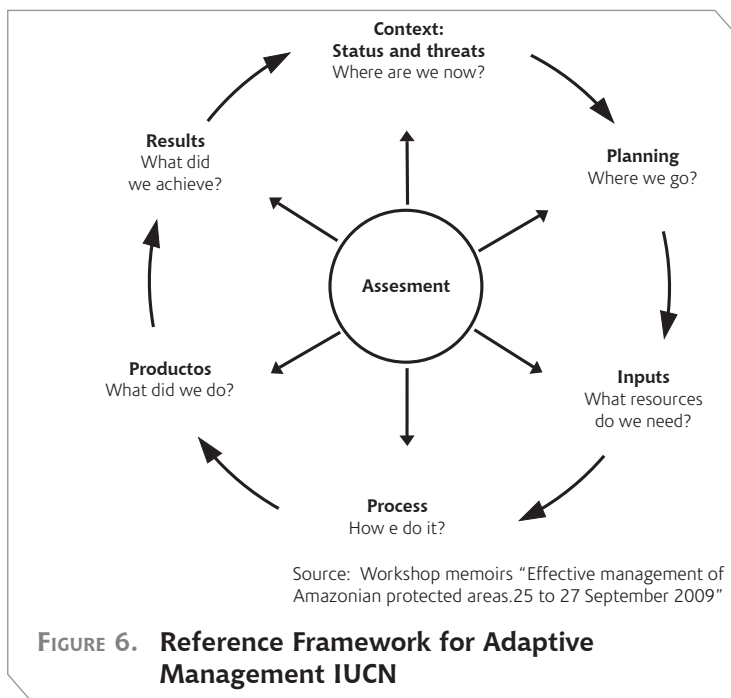 Context:
Status and threats
Where are we now?
Planning
Where we go?
Inputs
What resources
do we need?
Process
How e do it?
Productos
What did we do?
Results
What did
we achieve?
Assesment
Source: Workshop memoirs “Effective management of
Amazonian protected areas.25 to 27 September 2009”
FIGURE 6. Reference Framework for Adaptive
Management IUCN